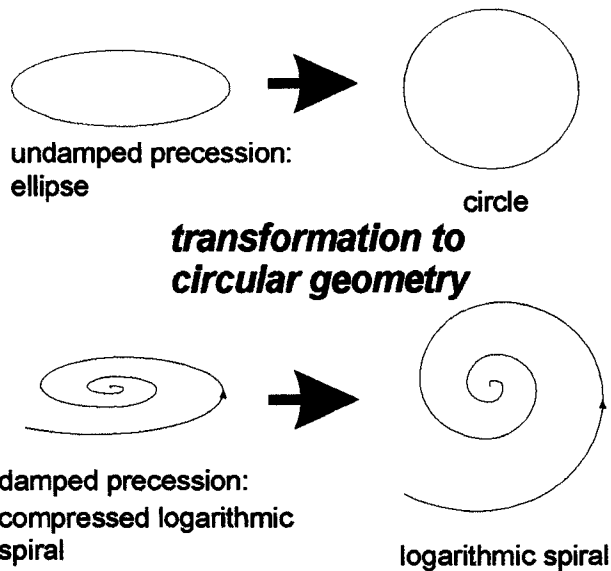 undamped precession:
ellipse
circle
transformation to
circular geometry
damped precession:
compressed logarithmic
spiral
logarithmic spiral